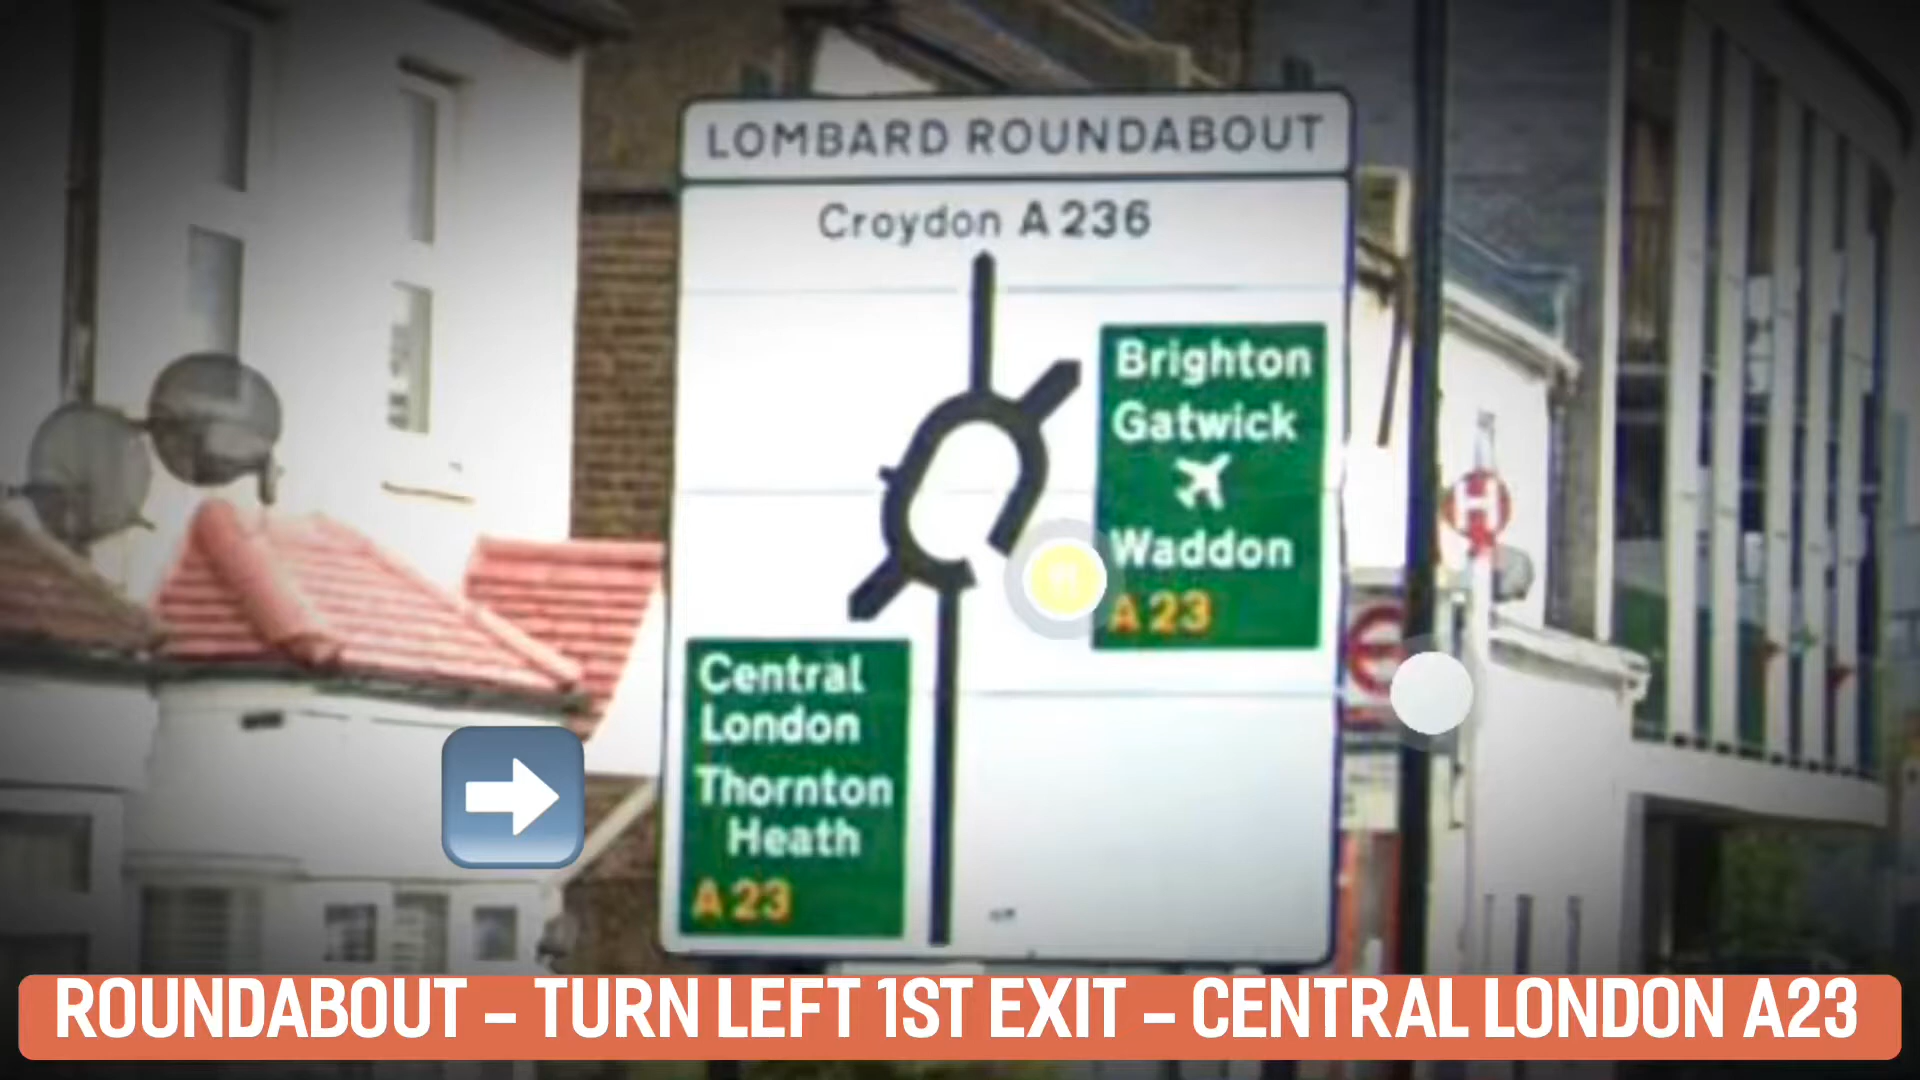 LOMBARD ROUNDABOUT
Croydon A236
Brighton
Gatwick
Waddon
A23
Central
London
Thornton
Heath
A23
H
ROUNDABOUT – TURN LEFT 1ST EXIT – CENTRAL LONDON A23